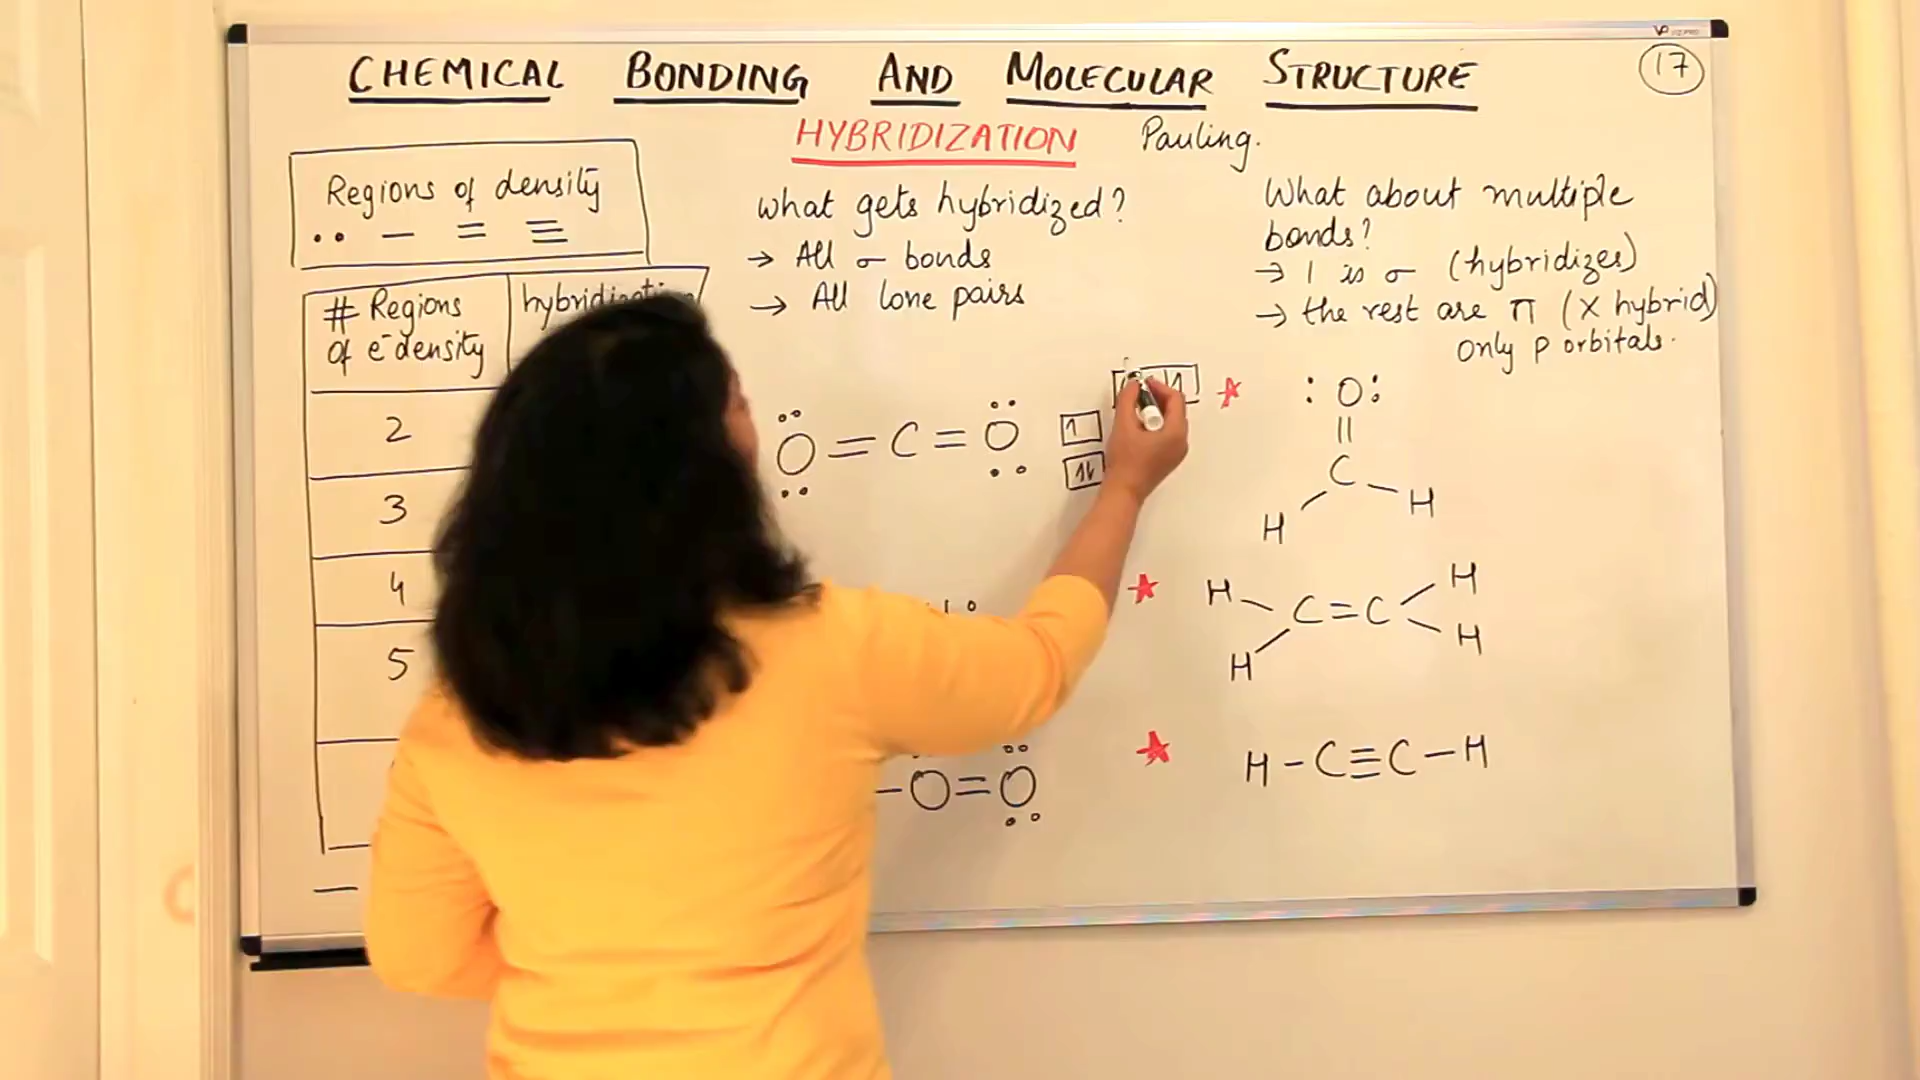 CHEMICAL BONDING AND MOLECULAR STRUCTURE
17
HYBRIDIZATION Pauling.
Regions of density
•• — = ≡
# Regions
Of e⁻density
2
3
4
5
What gets hybridized?
→ All σ bonds
→ All lone pairs
O = C = O
1
1L
-O=O
What about multiple
bonds?
→ 1 is σ (hybridizes)
→ the rest are π (X hybrid)
Only p orbitals.
:O:
||
C
H H
H H
C=C
H H
H-C≡C-H